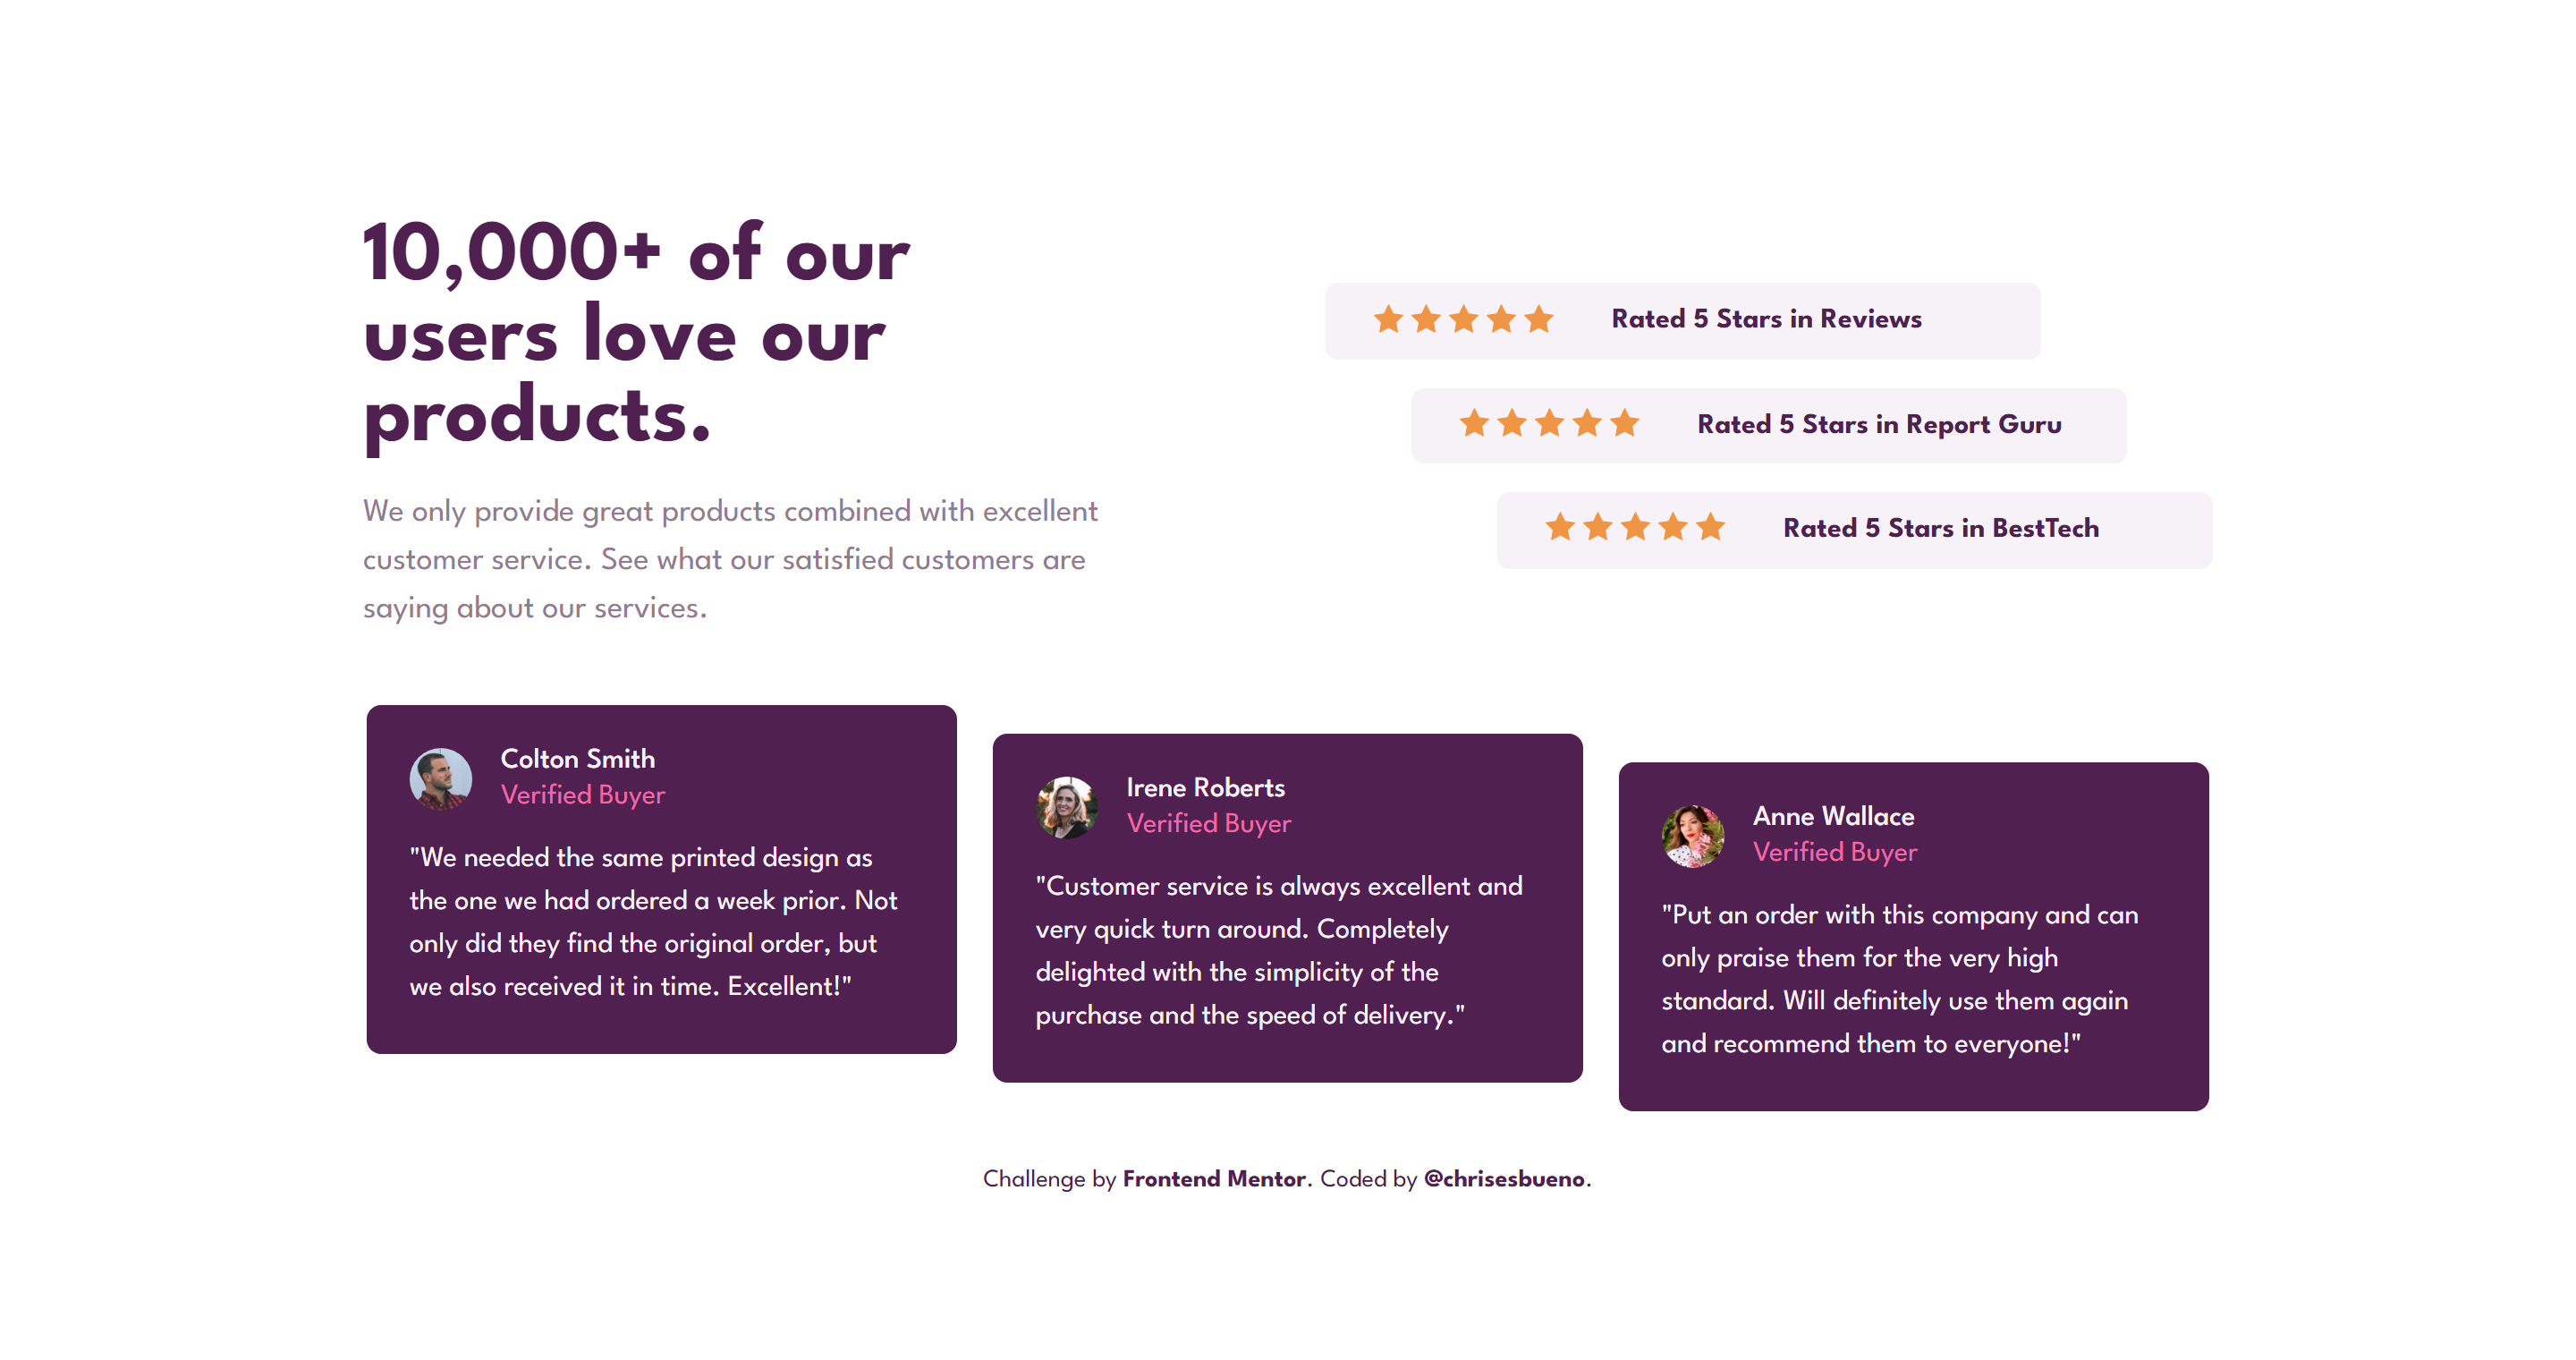 10,000+ of our
users love our
products.
We only provide great products combined with excellent
customer service. See what our satisfied customers are
saying about our services.
Rated 5 Stars in Reviews
Rated 5 Stars in Report Guru
Rated 5 Stars in BestTech
Colton Smith
Verified Buyer
"We needed the same printed design as
the one we had ordered a week prior. Not
only did they find the original order, but
we also received it in time. Excellent!"
Irene Roberts
Verified Buyer
"Customer service is always excellent and
very quick turn around. Completely
delighted with the simplicity of the
purchase and the speed of delivery."
Anne Wallace
Verified Buyer
"Put an order with this company and can
only praise them for the very high
standard. Will definitely use them again
and recommend them to everyone!"
Challenge by Frontend Mentor. Coded by @chrisesbueno.